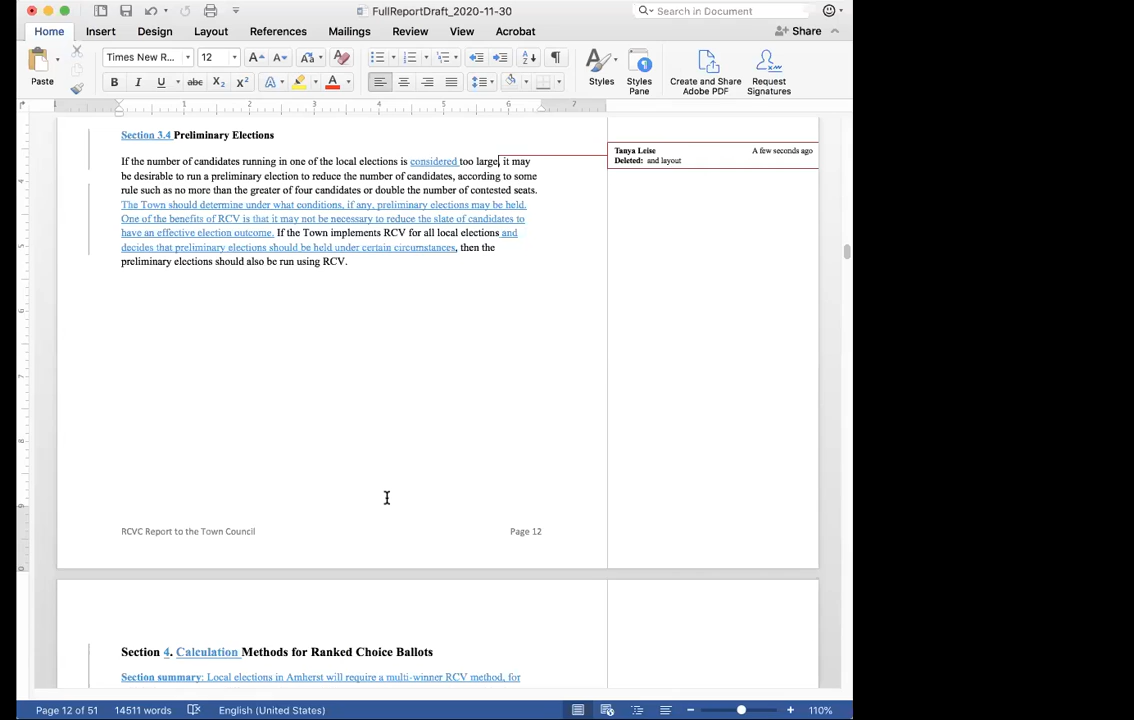 FullReportDraft_2020-11-30
Search in Document
Home Insert Design Layout References Mailings Review View Acrobat
Share
Paste
Times New R...
12
Styles
Styles Pane
Create and Share Adobe PDF
Request Signatures
1 2 3 4 5 6 7
Section 3.4 Preliminary Elections
If the number of candidates running in one of the local elections is considered too large, it may
be desirable to run a preliminary election to reduce the number of candidates, according to some
rule such as no more than the greater of four candidates or double the number of contested seats.
The Town should determine under what conditions, if any, preliminary elections may be held.
One of the benefits of RCV is that it may not be necessary to reduce the slate of candidates to
have an effective election outcome. If the Town implements RCV for all local elections and
decides that preliminary elections should be held under certain circumstances, then the
preliminary elections should also be run using RCV.
Tanya Leise A few seconds ago
Deleted: and layout
RCVC Report to the Town Council Page 12
Section 4. Calculation Methods for Ranked Choice Ballots
Section summary: Local elections in Amherst will require a multi-winner RCV method, for
Page 12 of 51 14511 words English (United States) 110%